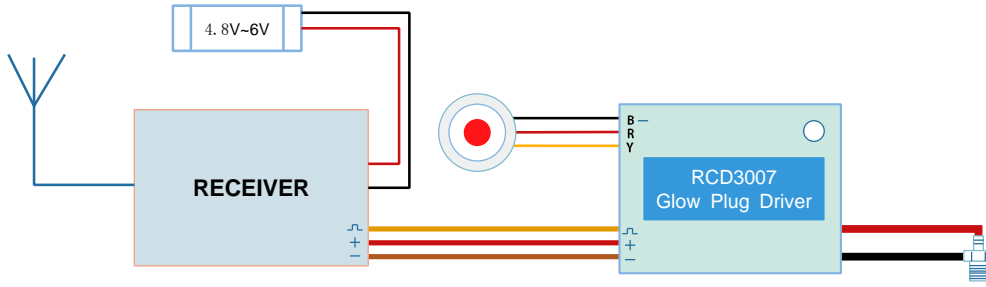 4.8V~6V
RECEIVER
+
−
B −
R
Y
RCD3007
Glow Plug Driver
+
−